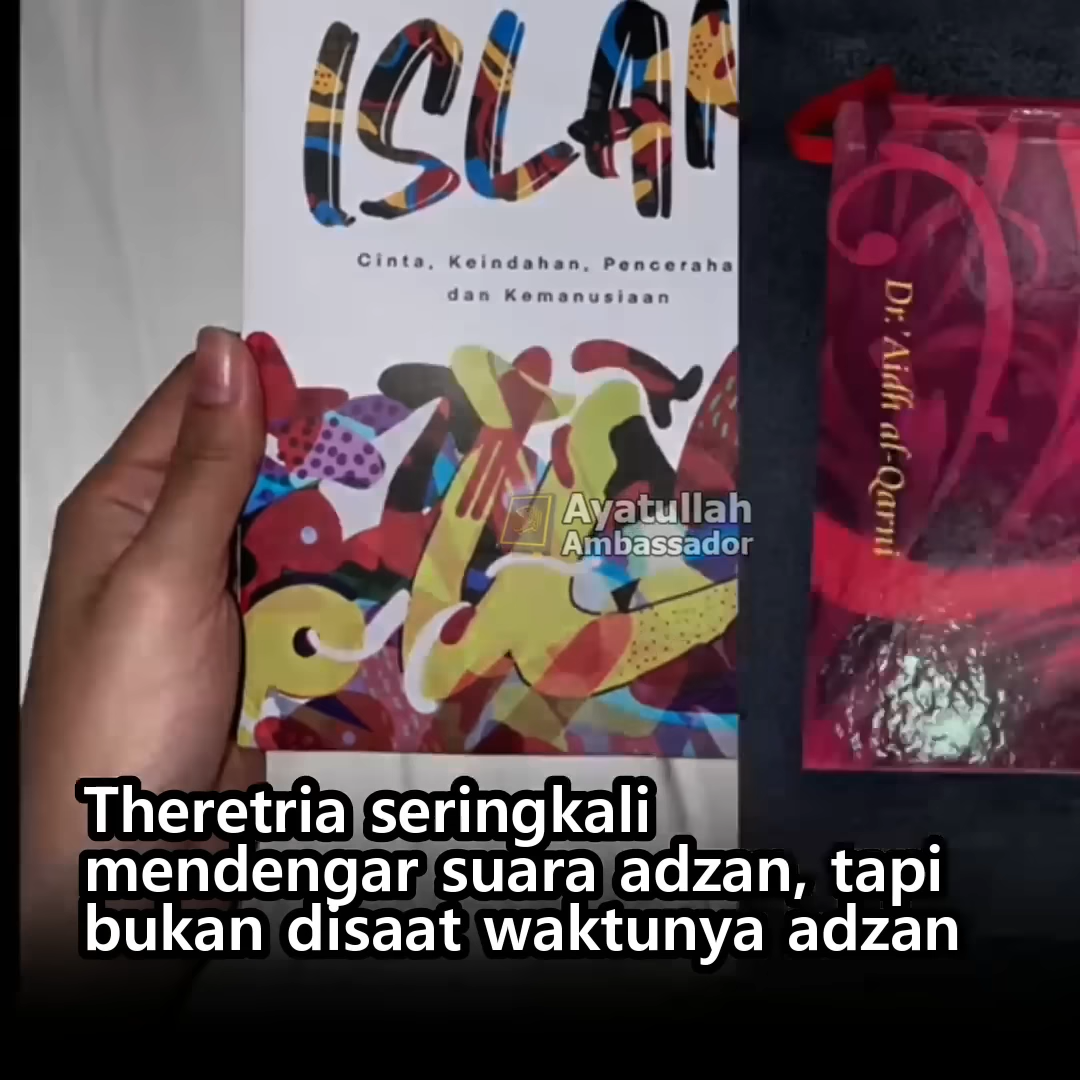 ISLA
Cinta, Keindahan, Penceraha
dan Kemanusiaan
Dr. 'Aidh al-Qarni
Ayatullah
Ambassador
Theretria seringkali
mendengar suara adzan, tapi
bukan disaat waktunya adzan